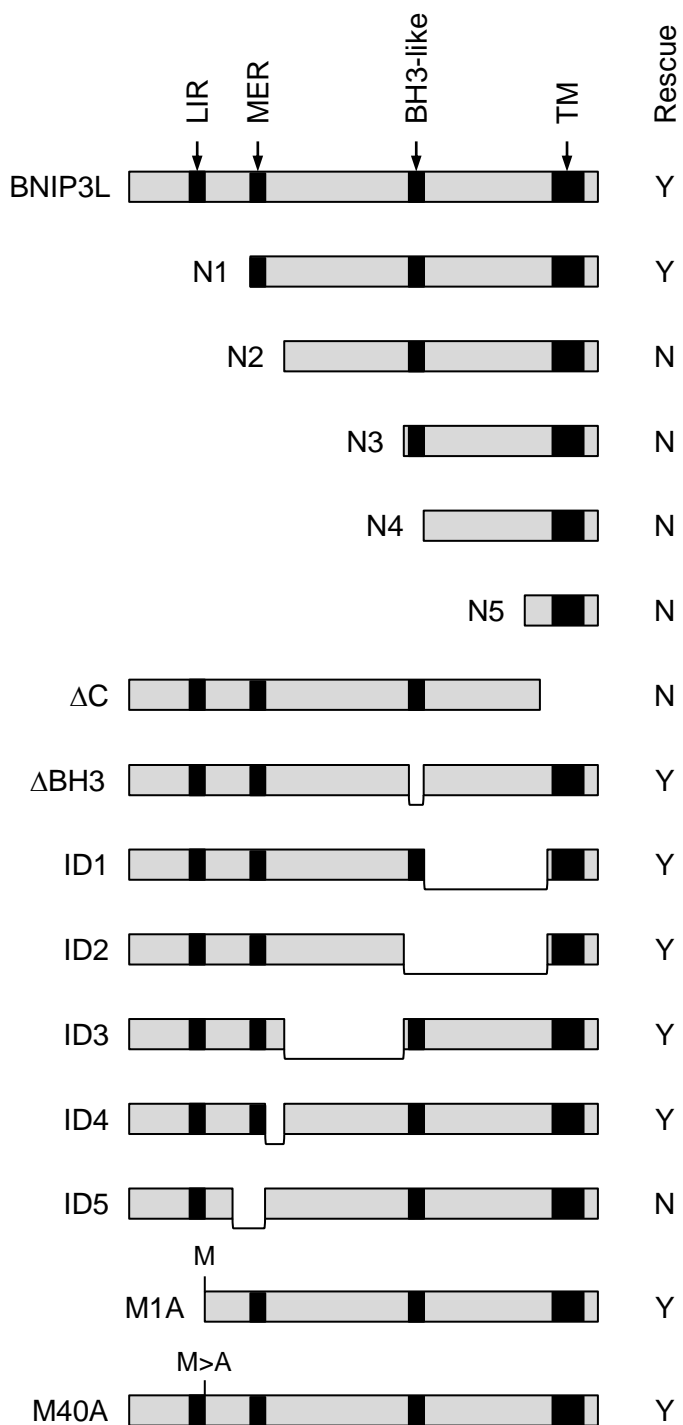 LIR MER BH3-like TM Rescue
BNIP3L Y
N1 Y
N2 N
N3 N
N4 N
N5 N
ΔC N
ΔBH3 Y
ID1 Y
ID2 Y
ID3 Y
ID4 Y
ID5 N
M
M1A Y
M>A
M40A Y